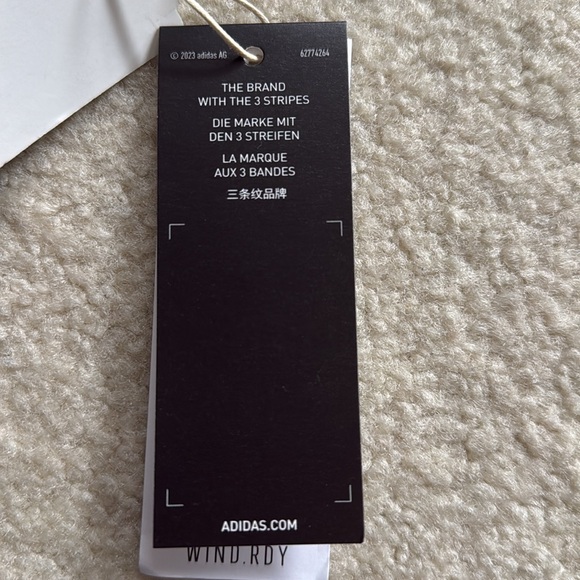 © 2023 adidas AG 62774264
THE BRAND
WITH THE 3 STRIPES
DIE MARKE MIT
DEN 3 STREIFEN
LA MARQUE
AUX 3 BANDES
三条纹品牌
ADIDAS.COM
WIND.RDY